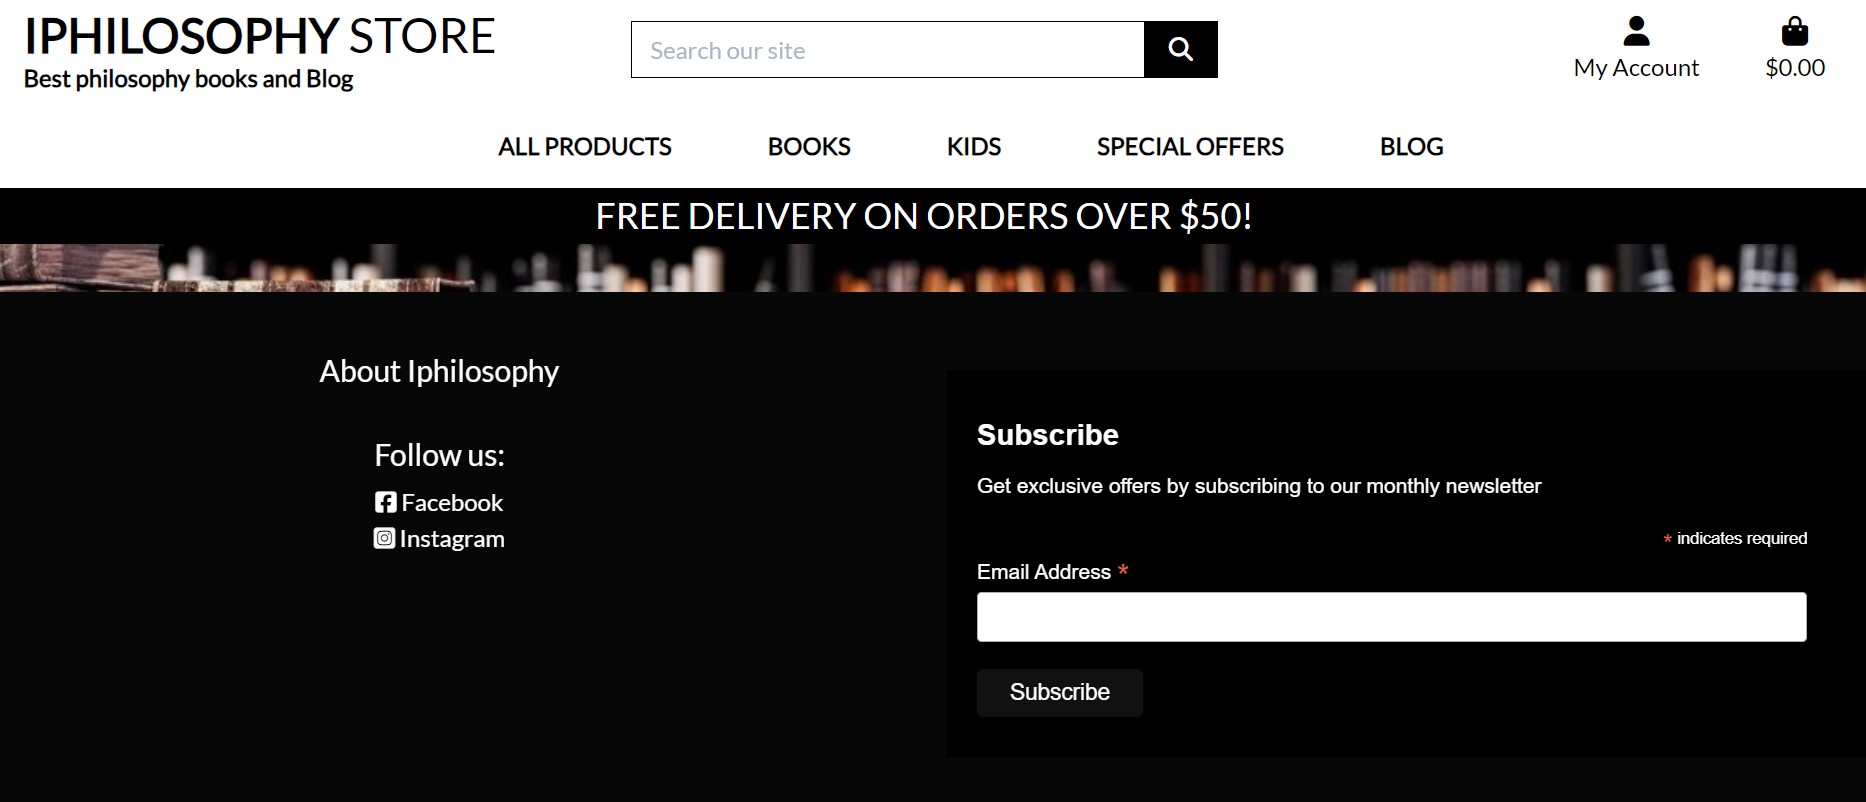 IPHILOSOPHY STORE
Best philosophy books and Blog
Search our site
My Account
$0.00
ALL PRODUCTS
BOOKS
KIDS
SPECIAL OFFERS
BLOG
FREE DELIVERY ON ORDERS OVER $50!
About Iphilosophy
Follow us:
Facebook
Instagram
Subscribe
Get exclusive offers by subscribing to our monthly newsletter
* indicates required
Email Address *
Subscribe